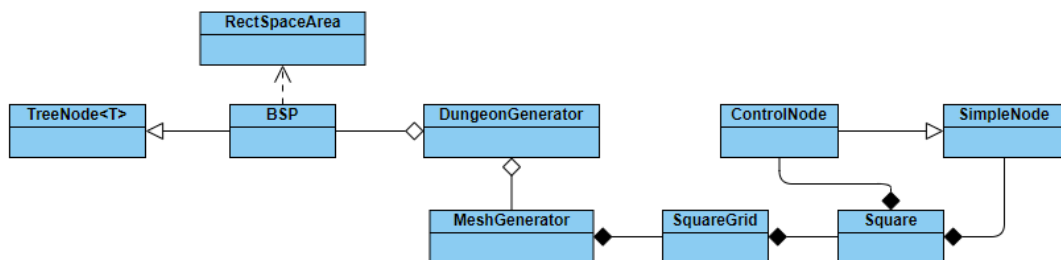 RectSpaceArea
TreeNode<T>
BSP
DungeonGenerator
ControlNode
SimpleNode
MeshGenerator
SquareGrid
Square